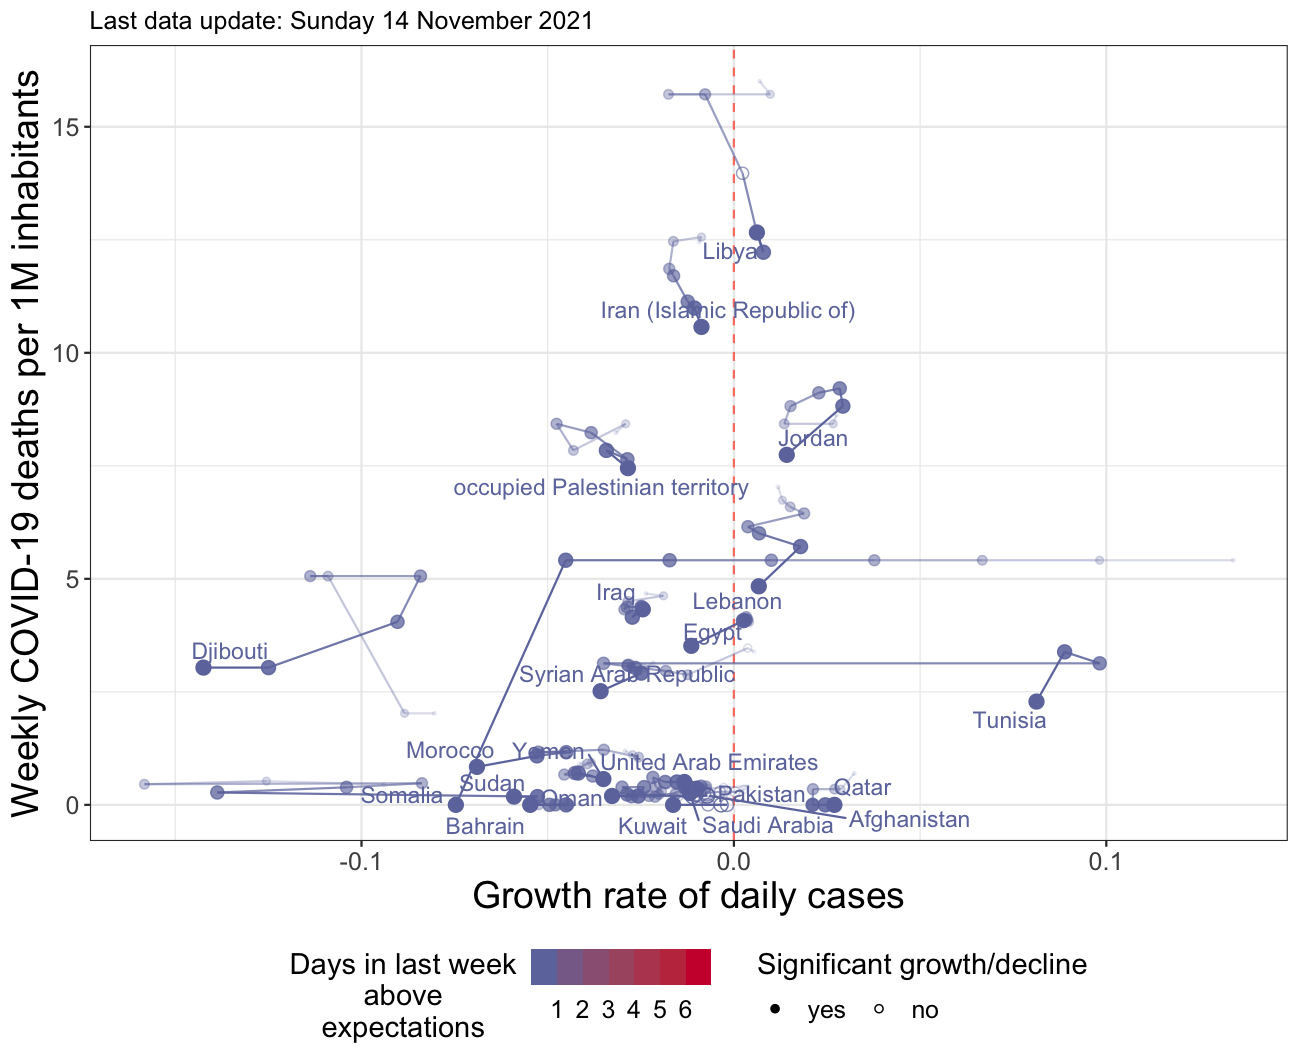 Last data update: Sunday 14 November 2021
Weekly COVID-19 deaths per 1M inhabitants
15
10
5
0
Libya
Iran (Islamic Republic of)
Jordan
occupied Palestinian territory
Iraq
Lebanon
Egypt
Djibouti
Syrian Arab Republic
Tunisia
Morocco
Yemen
United Arab Emirates
Sudan
Somalia
Oman
Pakistan
Qatar
Bahrain
Kuwait
Saudi Arabia
Afghanistan
-0.1
0.0
0.1
Growth rate of daily cases
Days in last week
above
expectations
1 2 3 4 5 6
Significant growth/decline
yes
no